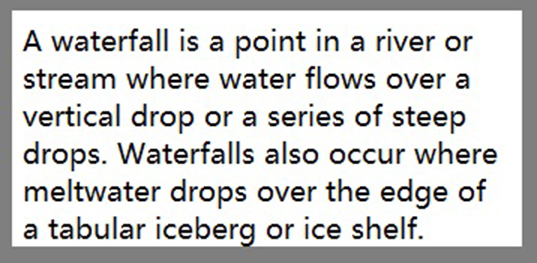 A waterfall is a point in a river or
stream where water flows over a
vertical drop or a series of steep
drops. Waterfalls also occur where
meltwater drops over the edge of
a tabular iceberg or ice shelf.